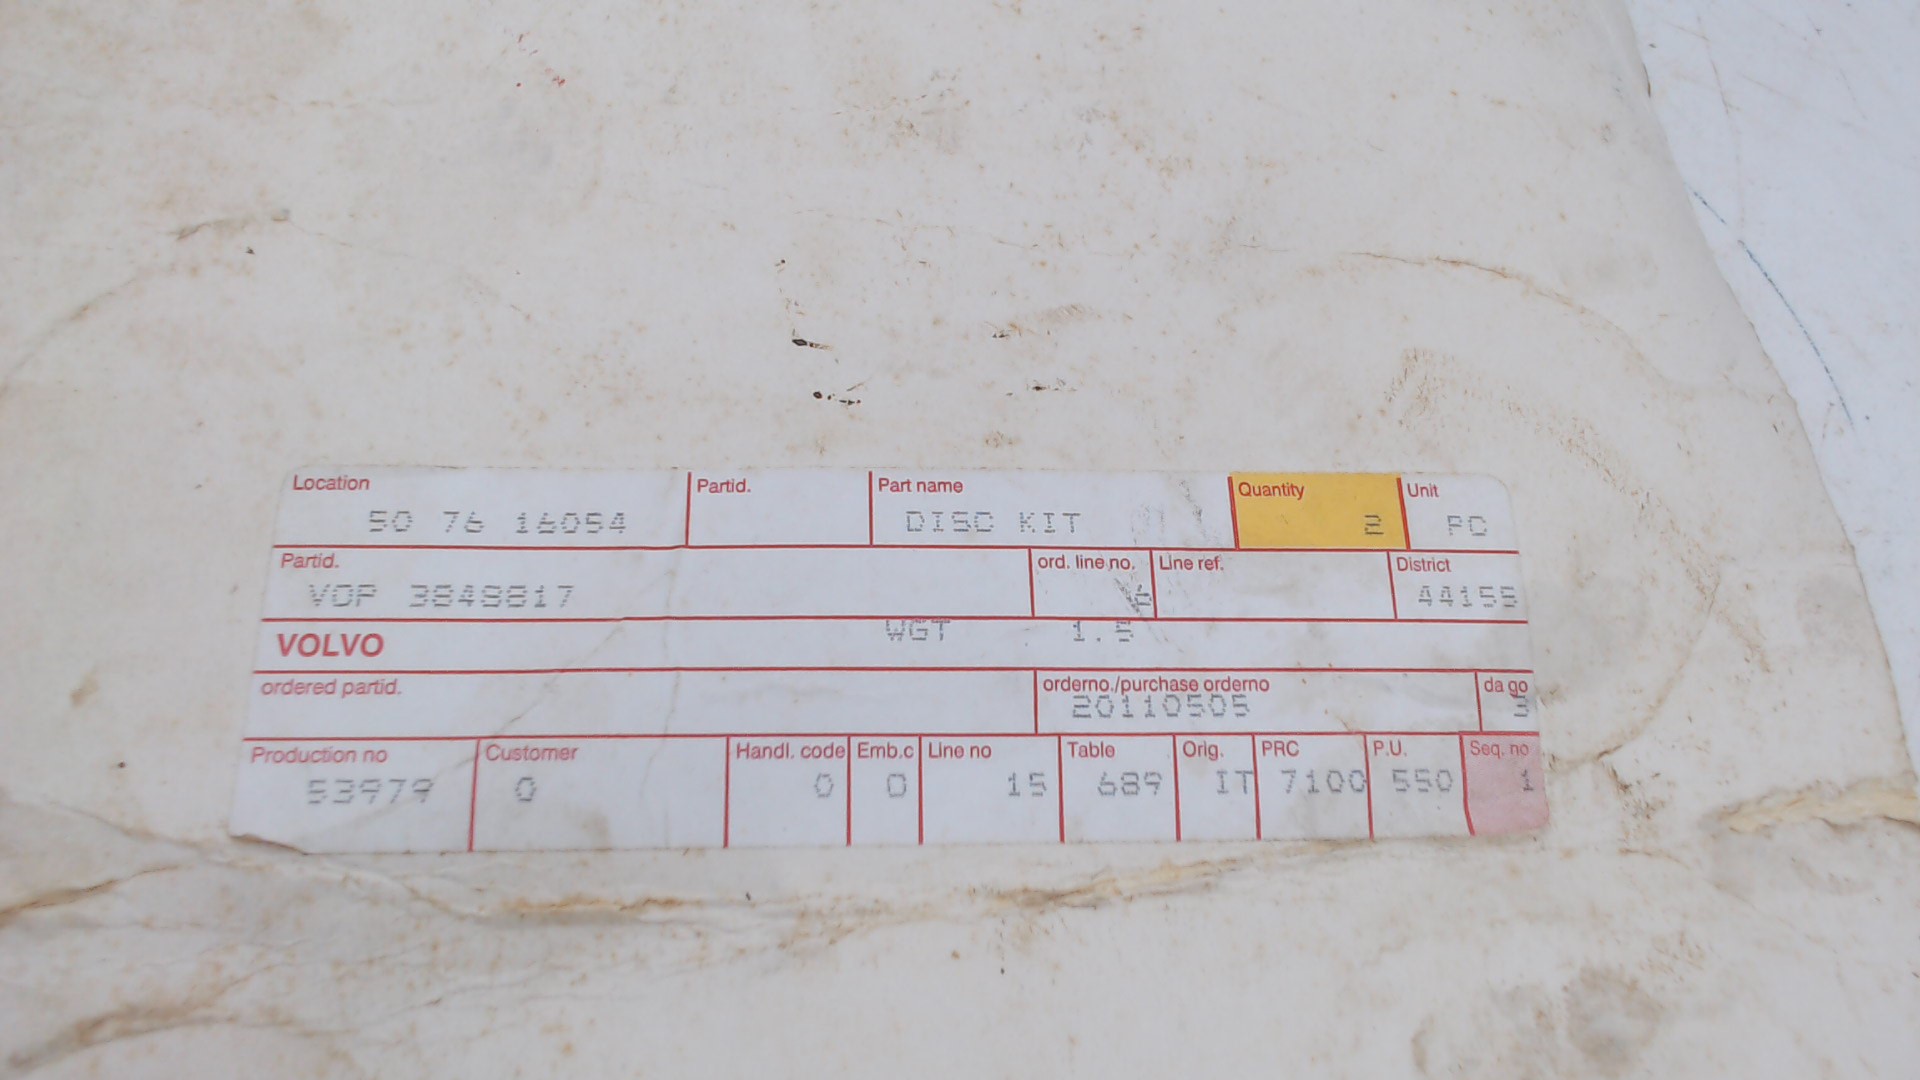 Location Partid. Part name Quantity Unit
50 76 16054 DISC KIT 2 PC
Partid. ord. line no. Line ref. District
VOP 3848817 6 44155
VOLVO WGT 1.5
ordered partid. orderno./purchase orderno da go
20110505 3
Production no Customer Handl. code Emb.c Line no Table Orig. PRC P.U. Seq. no
53979 0 0 0 15 689 IT 7100 550 1